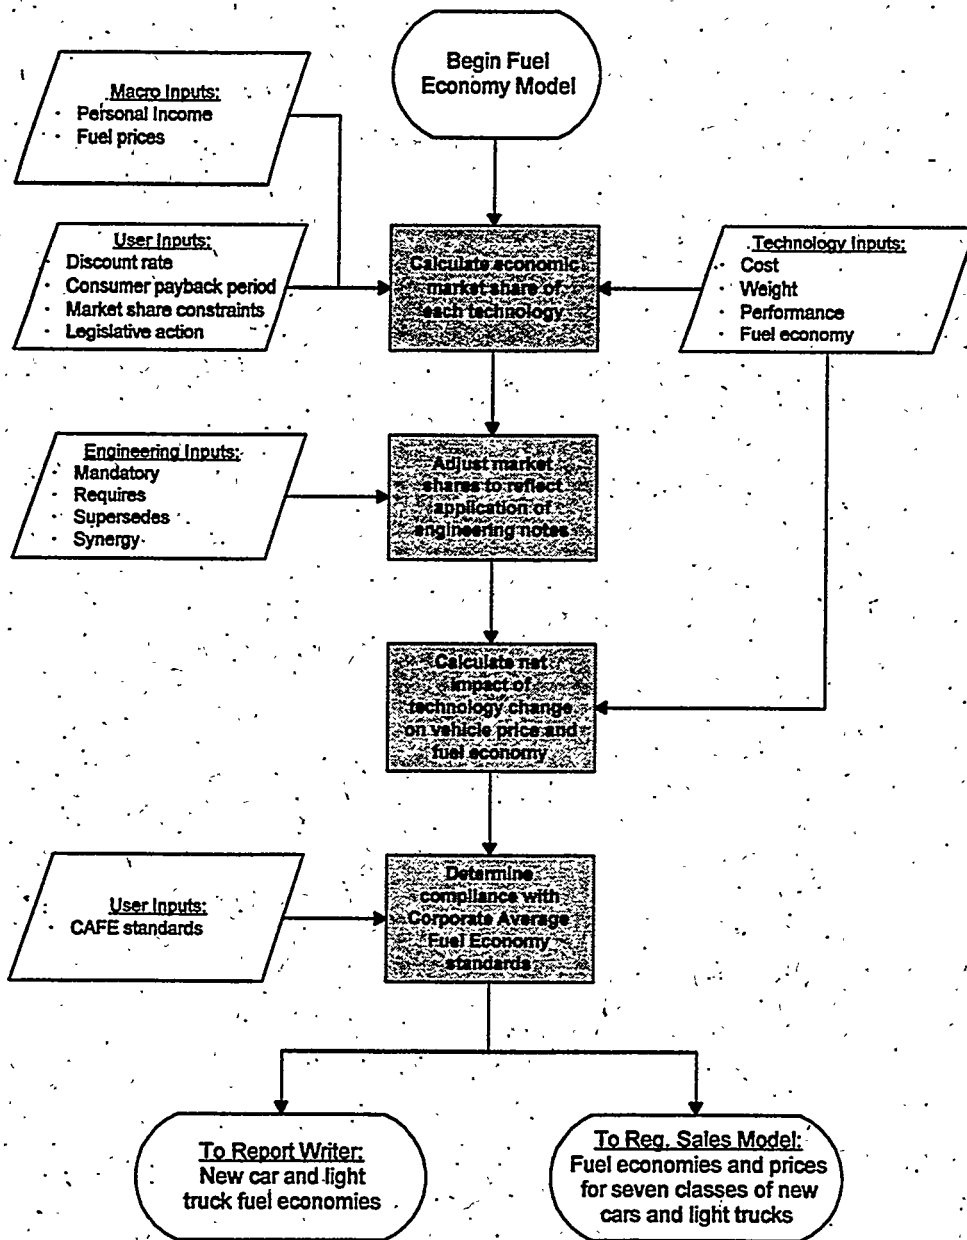 Begin Fuel
Economy Model
Macro Inputs:
· Personal Income
· Fuel prices
User Inputs:
· Discount rate
· Consumer payback period
· Market share constraints
· Legislative action
Calculate economic
market share of
each technology
Technology Inputs:
· Cost
· Weight
· Performance
· Fuel economy
Engineering Inputs:
· Mandatory
· Requires
· Supersedes
· Synergy
Adjust market
shares to reflect
application of
engineering notes
Calculate net
impact of
technology change
on vehicle price and
fuel economy
User Inputs:
· CAFE standards
Determine
compliance with
Corporate Average
Fuel Economy
standards
To Report Writer:
New car and light
truck fuel economies
To Reg. Sales Model:
Fuel economies and prices
for seven classes of new
cars and light trucks